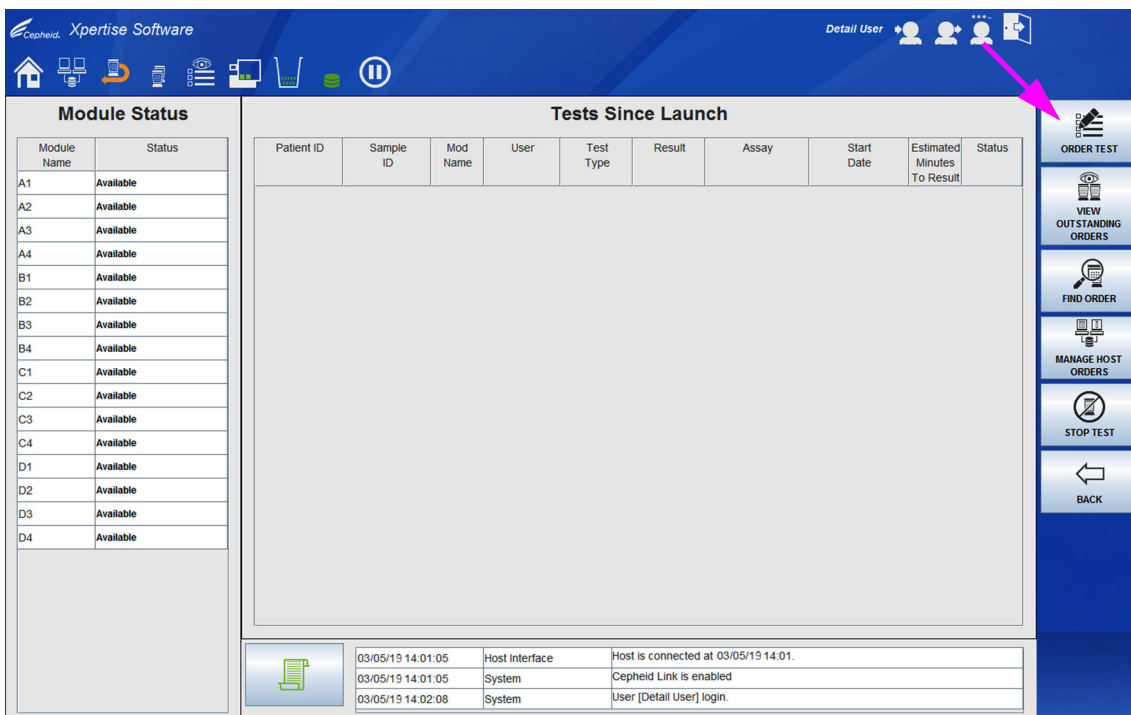 Cepheid. Xpertise Software
Detail User
Module Status
Module Name
Status
A1 Available
A2 Available
A3 Available
A4 Available
B1 Available
B2 Available
B3 Available
B4 Available
C1 Available
C2 Available
C3 Available
C4 Available
D1 Available
D2 Available
D3 Available
D4 Available
Tests Since Launch
Patient ID
Sample ID
Mod Name
User
Test Type
Result
Assay
Start Date
Estimated Minutes To Result
Status
03/05/19 14:01:05 Host Interface Host is connected at 03/05/19 14:01.
03/05/19 14:01:05 System Cepheid Link is enabled
03/05/19 14:02:08 System User [Detail User] login.
ORDER TEST
VIEW
OUTSTANDING
ORDERS
FIND ORDER
MANAGE HOST
ORDERS
STOP TEST
BACK